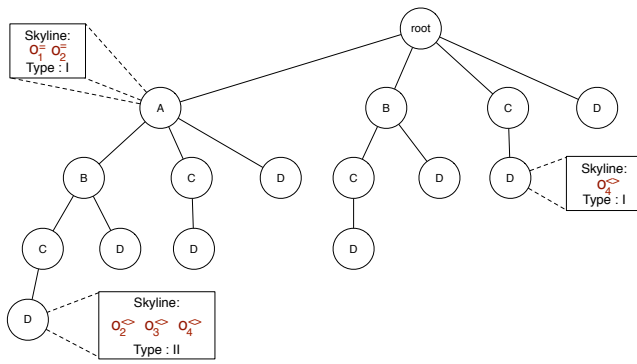 Skyline:
o₁⁼ o₂⁼
Type : I
root
A
B
C
D
B
C
D
C
D
D
C
D
D
D
Skyline:
o₄<>
Type : I
C
D
D
D
Skyline:
o₂<> o₃<> o₄<>
Type : II